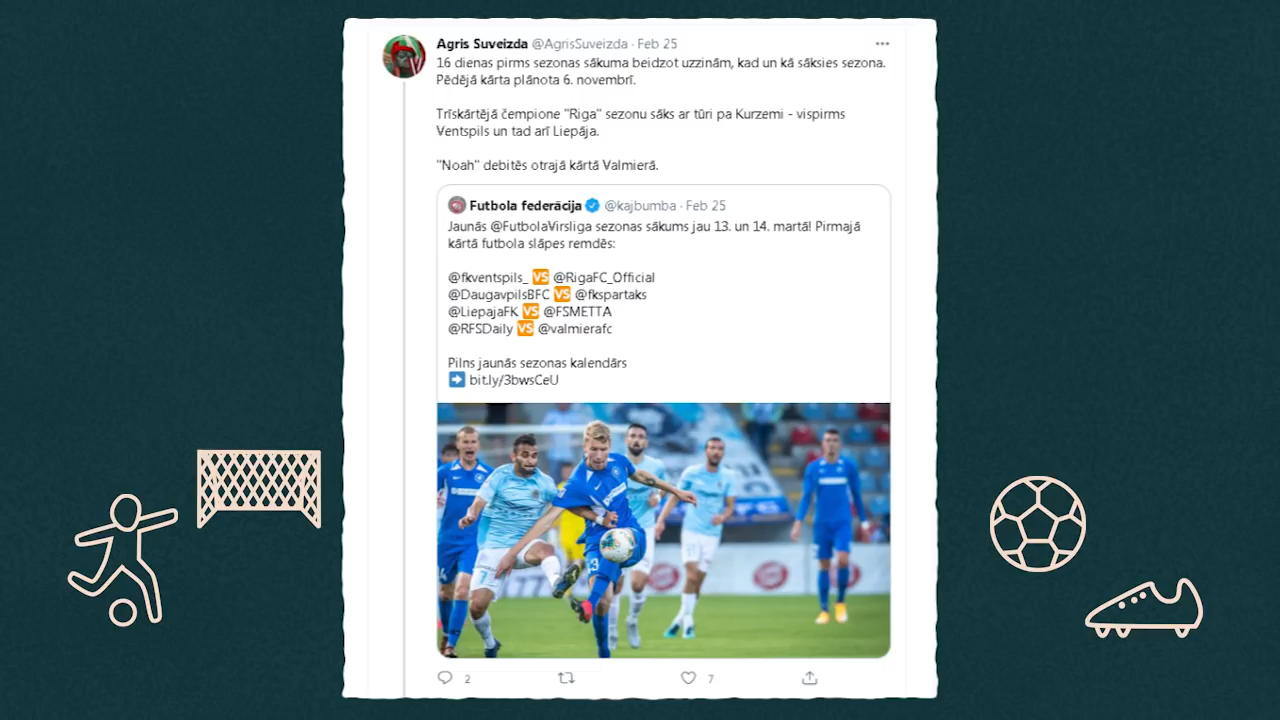 Agris Suveizda @AgrisSuveizda · Feb 25
16 dienas pirms sezonas sākuma beidzot uzzinām, kad un kā sāksies sezona.
Pēdējā kārta plānota 6. novembrī.
Trīskārtējā čempione "Riga" sezonu sāks ar tūri pa Kurzemi - vispirms
Ventspils un tad arī Liepāja.
"Noah" debitēs otrajā kārtā Valmierā.
Futbola federācija @kajbumba · Feb 25
Jaunās @FutbolaVirsliga sezonas sākums jau 13. un 14. martā! Pirmajā
kārtā futbola slāpes remdēs:
@fkventspils_ VS @RigaFC_Official
@DaugavpilsBFC VS @fkspartaks
@LiepajaFK VS @FSMETTA
@RFSDaily VS @valmierafc
Pilns jaunās sezonas kalendārs
➡ bit.ly/3bwsCeU
2 7